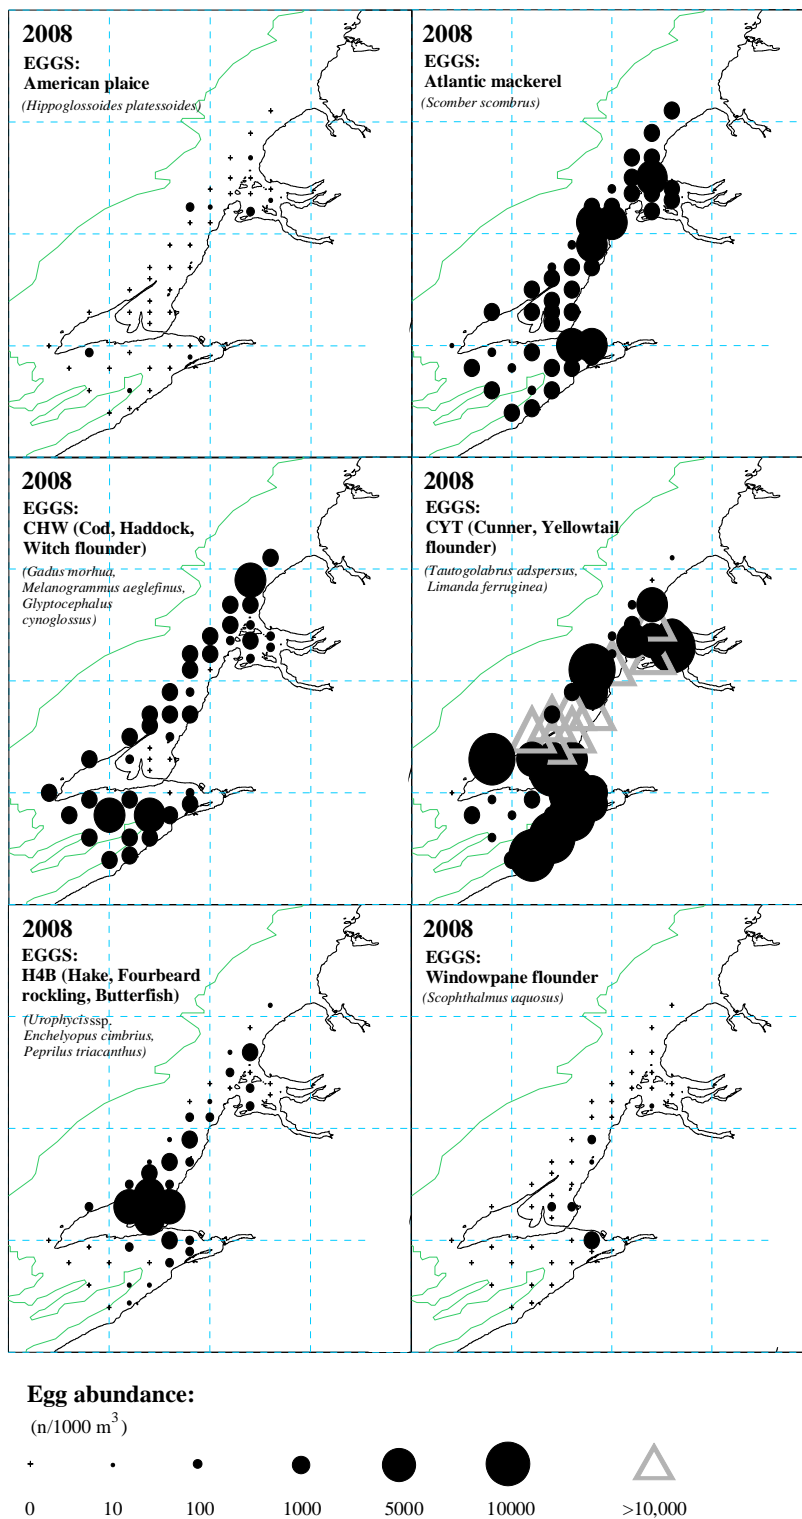 2008
EGGS:
American plaice
(Hippoglossoides platessoides)
2008
EGGS:
Atlantic mackerel
(Scomber scombrus)
2008
EGGS:
CHW (Cod, Haddock,
Witch flounder)
(Gadus morhua,
Melanogrammus aeglefinus,
Glyptocephalus
cynoglossus)
2008
EGGS:
CYT (Cunner, Yellowtail
flounder)
(Tautogolabrus adspersus,
Limanda ferruginea)
2008
EGGS:
H4B (Hake, Fourbeard
rockling, Butterfish)
(Urophycisssp.
Enchelyopus cimbrius,
Peprilus triacanthus)
2008
EGGS:
Windowpane flounder
(Scophthalmus aquosus)
Egg abundance:
(n/1000 m³)
0 10 100 1000 5000 10000 >10,000